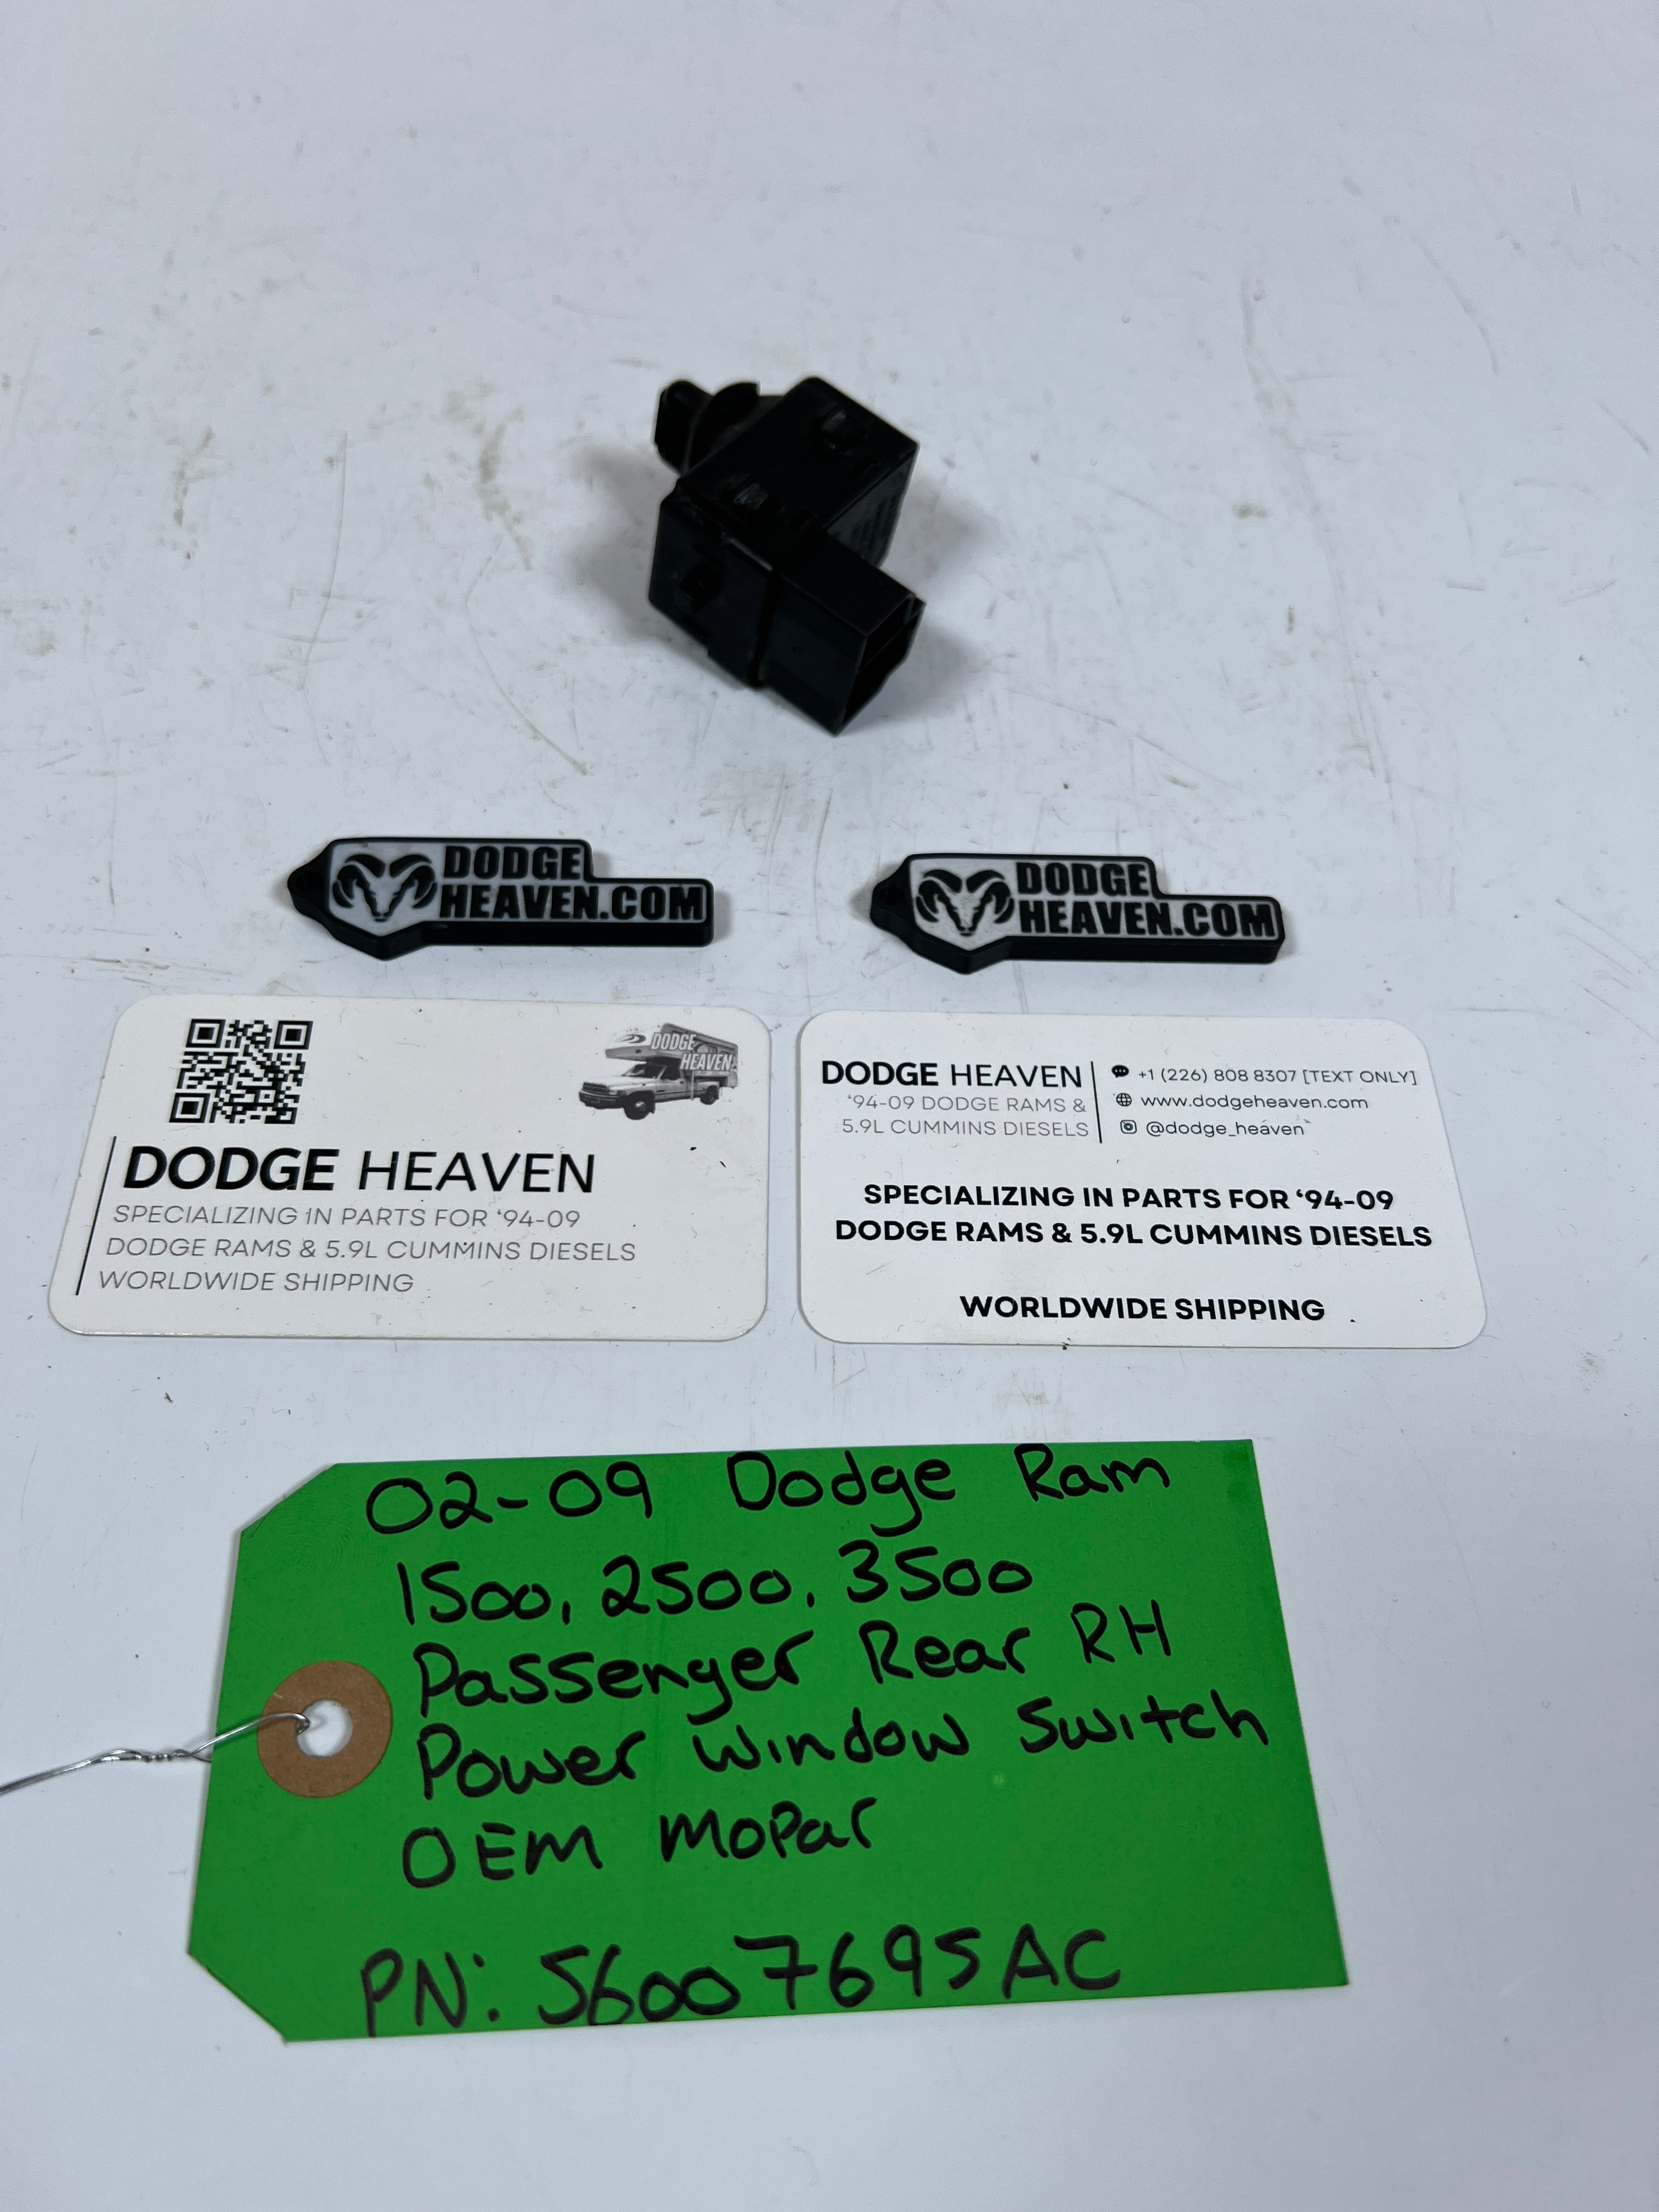 DODGE
HEAVEN.COM
DODGE
HEAVEN.COM
DODGE
HEAVEN
DODGE HEAVEN
SPECIALIZING IN PARTS FOR ‘94-09
DODGE RAMS & 5.9L CUMMINS DIESELS
WORLDWIDE SHIPPING
DODGE HEAVEN
‘94-09 DODGE RAMS &
5.9L CUMMINS DIESELS
+1 (226) 808 8307 [TEXT ONLY]
www.dodgeheaven.com
@dodge_heaven
SPECIALIZING IN PARTS FOR ‘94-09
DODGE RAMS & 5.9L CUMMINS DIESELS
WORLDWIDE SHIPPING
02-09 Dodge Ram
1500, 2500, 3500
Passenger Rear RH
Power Window Switch
OEM Mopar
PN: 56007695AC